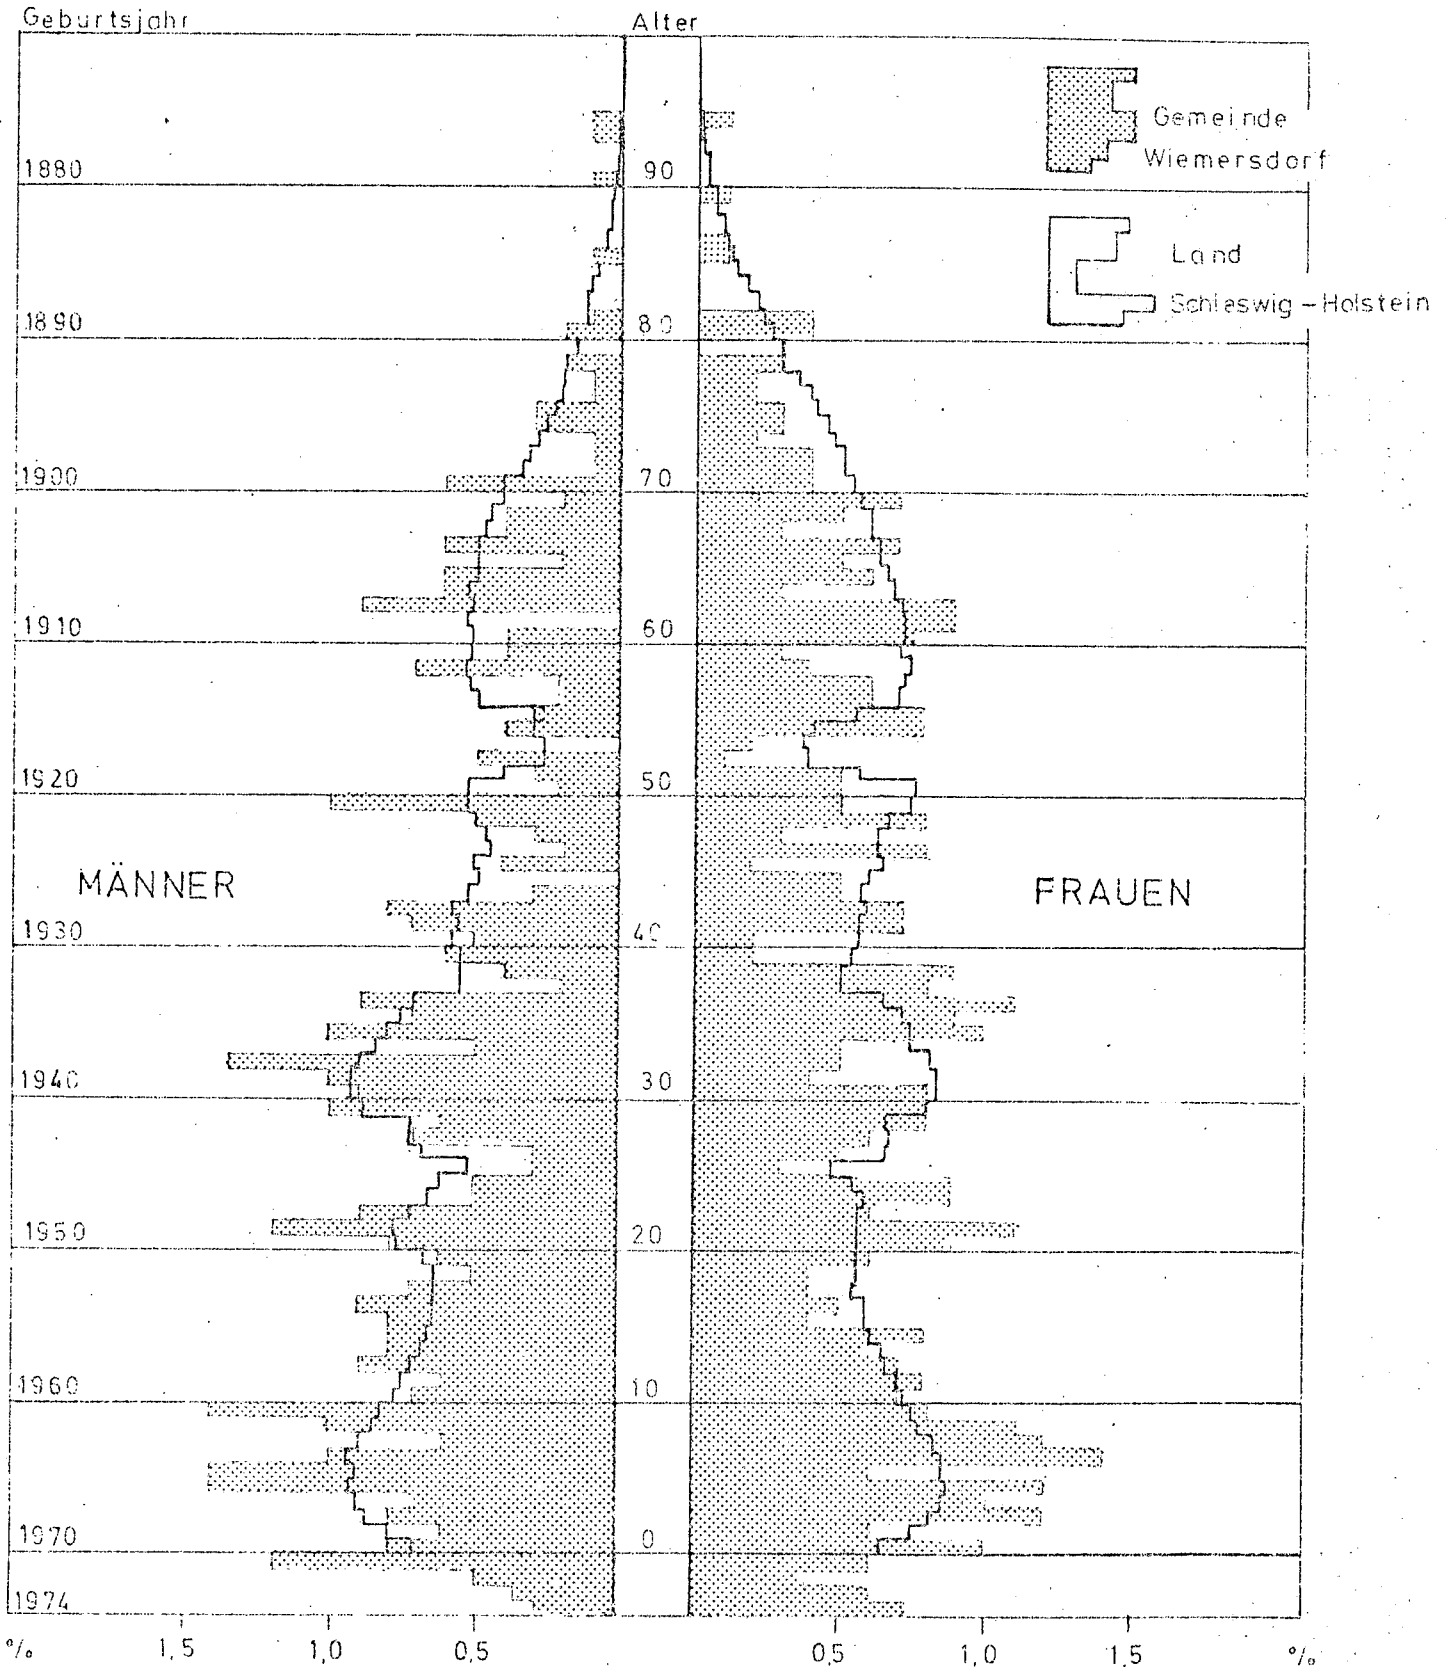 Geburtsjahr Alter
Gemeinde
Wiemersdorf
1880 90
Land
Schleswig-Holstein
1890 80
1900 70
1910 60
1920 50
MÄNNER FRAUEN
1930 40
1940 30
1950 20
1960 10
1970 0
1974
% 1,5 1,0 0,5 0,5 1,0 1,5 %